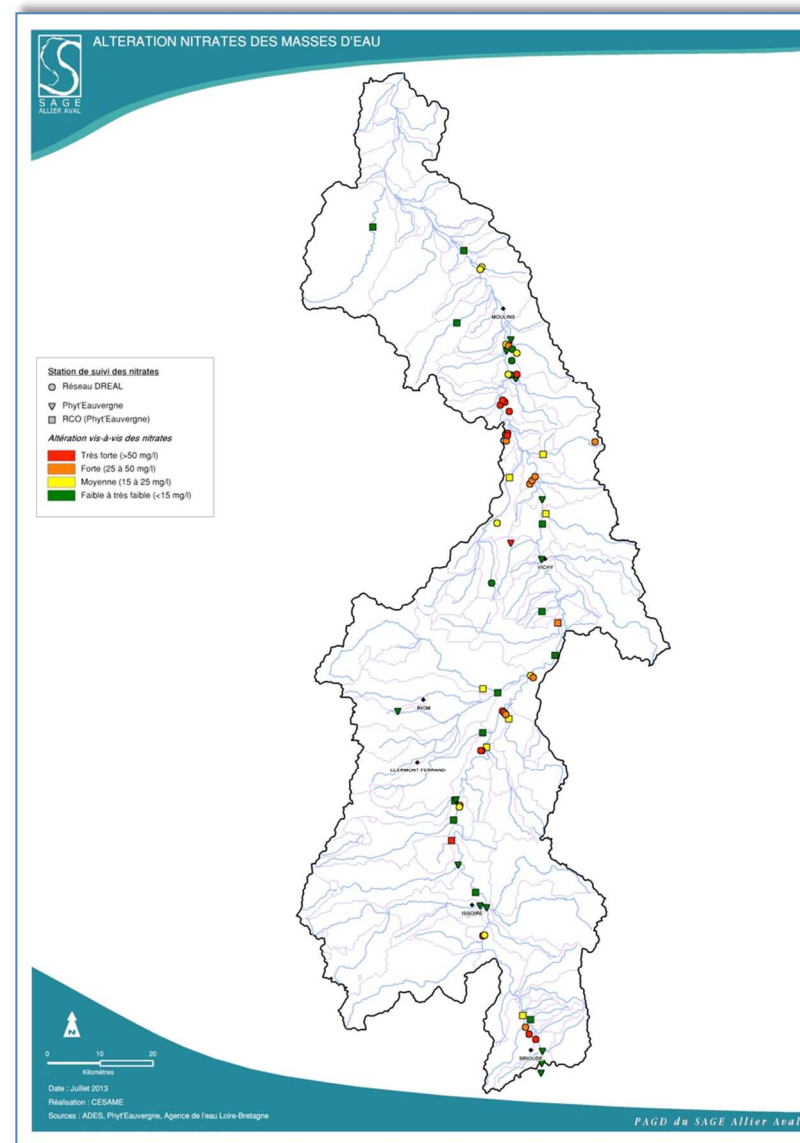 ALTERATION NITRATES DES MASSES D'EAU
SAGE
ALLIER AVAL
MOULINS
Station de suivi des nitrates
Réseau DREAL
Phyt'Eauvergne
RCO (Phyt'Eauvergne)
Altération vis-à-vis des nitrates
Très forte (>50 mg/l)
Forte (25 à 50 mg/l)
Moyenne (15 à 25 mg/l)
Faible à très faible (<15 mg/l)
VICHY
RIOM
CLERMONT FERRAND
ISSOIRE
BRIOUDE
N
0 10 20
Kilomètres
Date : Juillet 2013
Réalisation : CESAME
Sources : ADES, Phyt'Eauvergne, Agence de l'eau Loire-Bretagne
PAGD du SAGE Allier Aval